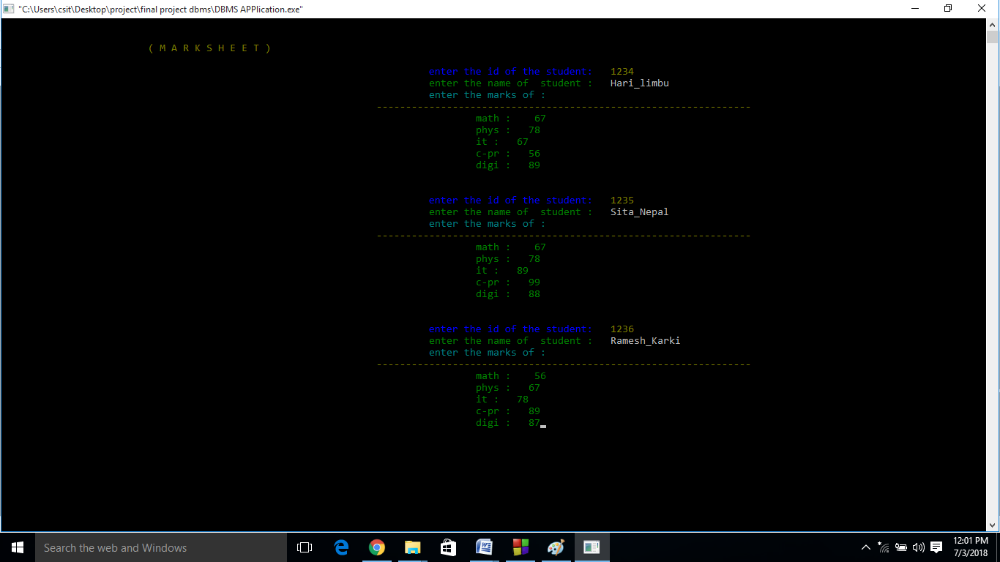 "C:\Users\csit\Desktop\project\final project dbms\DBMS APPlication.exe"
( M A R K S H E E T )
enter the id of the student: 1234
enter the name of  student : Hari_limbu
enter the marks of :
----------------------------------------------------------------
math : 67
phys : 78
it : 67
c-pr : 56
digi : 89
enter the id of the student: 1235
enter the name of  student : Sita_Nepal
enter the marks of :
----------------------------------------------------------------
math : 67
phys : 78
it : 89
c-pr : 99
digi : 88
enter the id of the student: 1236
enter the name of  student : Ramesh_Karki
enter the marks of :
----------------------------------------------------------------
math : 56
phys : 67
it : 78
c-pr : 89
digi : 87
Search the web and Windows
12:01 PM
7/3/2018